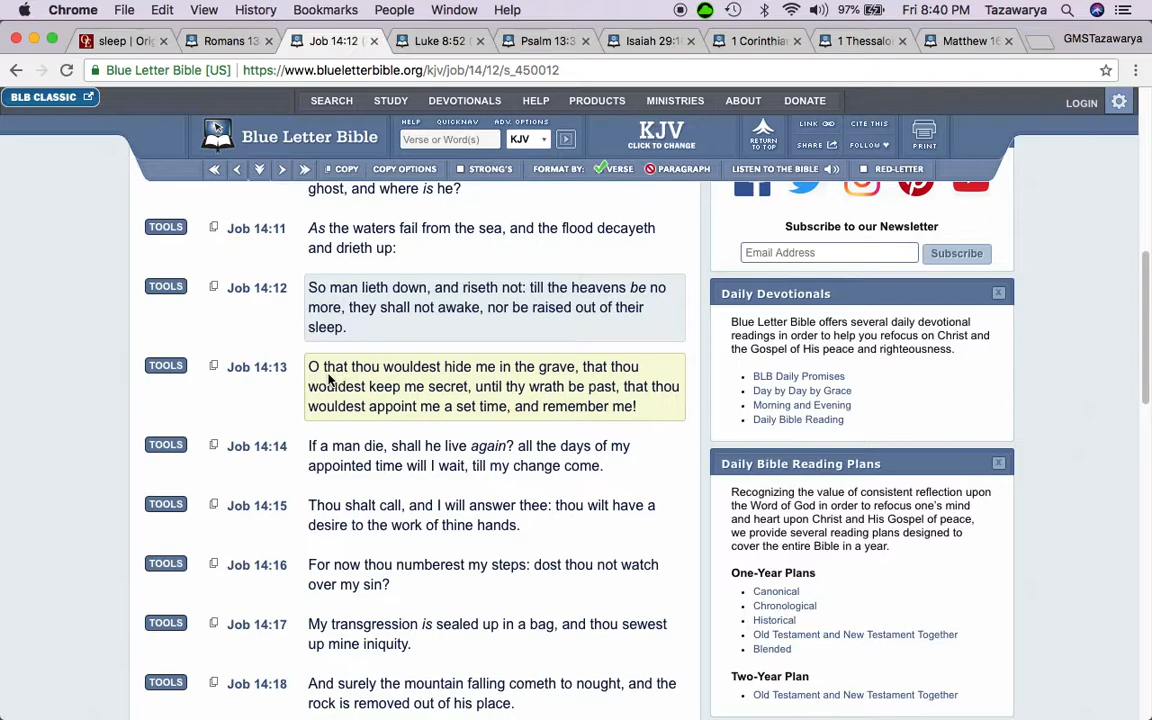 Chrome File Edit View History Bookmarks People Window Help 97% Fri 8:40 PM Tazawarya
sleep | Orig Romans 13: Job 14:12 ( Luke 8:52 ( Psalm 13:3 Isaiah 29:1 1 Corinthian 1 Thessalo Matthew 16 GMSTazawarya
Blue Letter Bible [US] https://www.blueletterbible.org/kjv/job/14/12/s_450012
BLB CLASSIC
SEARCH STUDY DEVOTIONALS HELP PRODUCTS MINISTRIES ABOUT DONATE LOGIN
Blue Letter Bible
HELP QUICKNAV ADV. OPTIONS
Verse or Word(s) KJV
KJV
CLICK TO CHANGE
RETURN
TO TOP
LINK CITE THIS
SHARE FOLLOW
PRINT
COPY COPY OPTIONS STRONG'S FORMAT BY: VERSE PARAGRAPH LISTEN TO THE BIBLE RED-LETTER
ghost, and where is he?
TOOLS Job 14:11 As the waters fail from the sea, and the flood decayeth
and drieth up:
TOOLS Job 14:12 So man lieth down, and riseth not: till the heavens be no
more, they shall not awake, nor be raised out of their
sleep.
TOOLS Job 14:13 O that thou wouldest hide me in the grave, that thou
wouldest keep me secret, until thy wrath be past, that thou
wouldest appoint me a set time, and remember me!
TOOLS Job 14:14 If a man die, shall he live again? all the days of my
appointed time will I wait, till my change come.
TOOLS Job 14:15 Thou shalt call, and I will answer thee: thou wilt have a
desire to the work of thine hands.
TOOLS Job 14:16 For now thou numberest my steps: dost thou not watch
over my sin?
TOOLS Job 14:17 My transgression is sealed up in a bag, and thou sewest
up mine iniquity.
TOOLS Job 14:18 And surely the mountain falling cometh to nought, and the
rock is removed out of his place.
Subscribe to our Newsletter
Email Address Subscribe
Daily Devotionals
Blue Letter Bible offers several daily devotional
readings in order to help you refocus on Christ and
the Gospel of His peace and righteousness.
BLB Daily Promises
Day by Day by Grace
Morning and Evening
Daily Bible Reading
Daily Bible Reading Plans
Recognizing the value of consistent reflection upon
the Word of God in order to refocus one's mind
and heart upon Christ and His Gospel of peace,
we provide several reading plans designed to
cover the entire Bible in a year.
One-Year Plans
Canonical
Chronological
Historical
Old Testament and New Testament Together
Blended
Two-Year Plan
Old Testament and New Testament Together